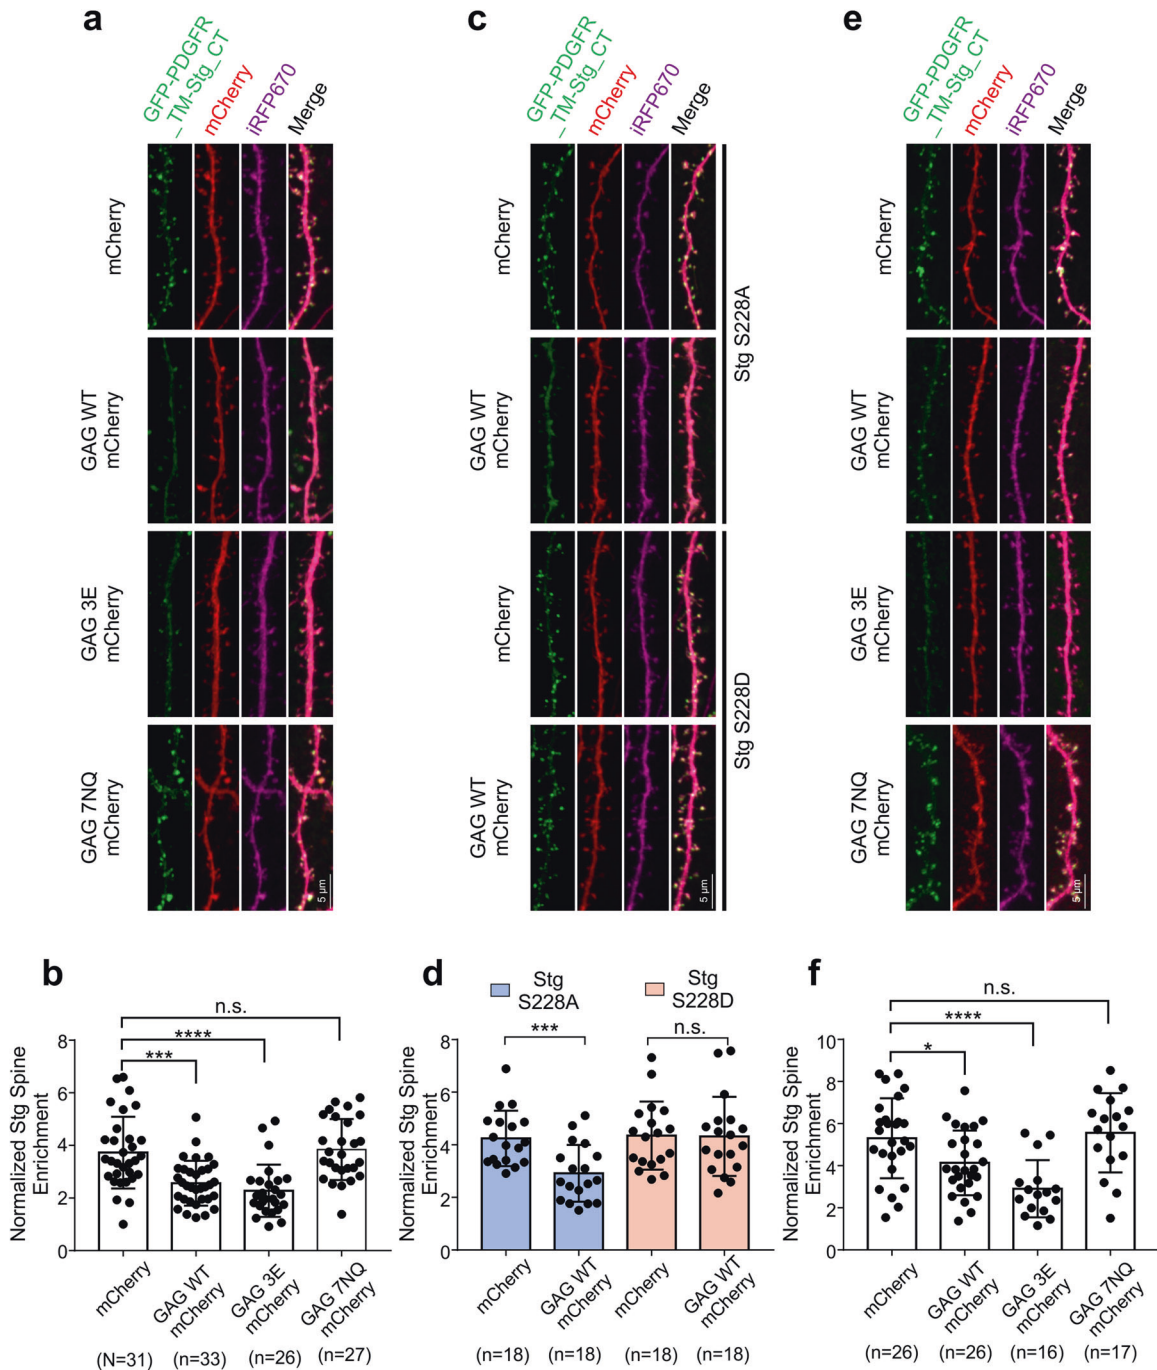 a
GFP-PDGFR
_ TM-Stg_CT
mCherry
iRFP670
Merge
mCherry
GAG WT
mCherry
GAG 3E
mCherry
GAG 7NQ
mCherry
5 µm
c
GFP-PDGFR
_ TM-Stg_CT
mCherry
iRFP670
Merge
mCherry
GAG WT
mCherry
mCherry
GAG WT
mCherry
Stg S228A
Stg S228D
5 µm
e
GFP-PDGFR
_ TM-Stg_CT
mCherry
iRFP670
Merge
mCherry
GAG WT
mCherry
GAG 3E
mCherry
GAG 7NQ
mCherry
5 µm
b
n.s.
****
***
Normalized Stg Spine
Enrichment
8
6
4
2
0
mCherry
GAG WT
mCherry
GAG 3E
mCherry
GAG 7NQ
mCherry
(N=31)
(n=33)
(n=26)
(n=27)
d
Stg
S228A
Stg
S228D
***
n.s.
Normalized Stg Spine
Enrichment
8
6
4
2
0
mCherry
GAG WT
mCherry
mCherry
GAG WT
mCherry
(n=18)
(n=18)
(n=18)
(n=18)
f
n.s.
****
*
Normalized Stg Spine
Enrichment
10
8
6
4
2
0
mCherry
GAG WT
mCherry
GAG 3E
mCherry
GAG 7NQ
mCherry
(n=26)
(n=26)
(n=16)
(n=17)